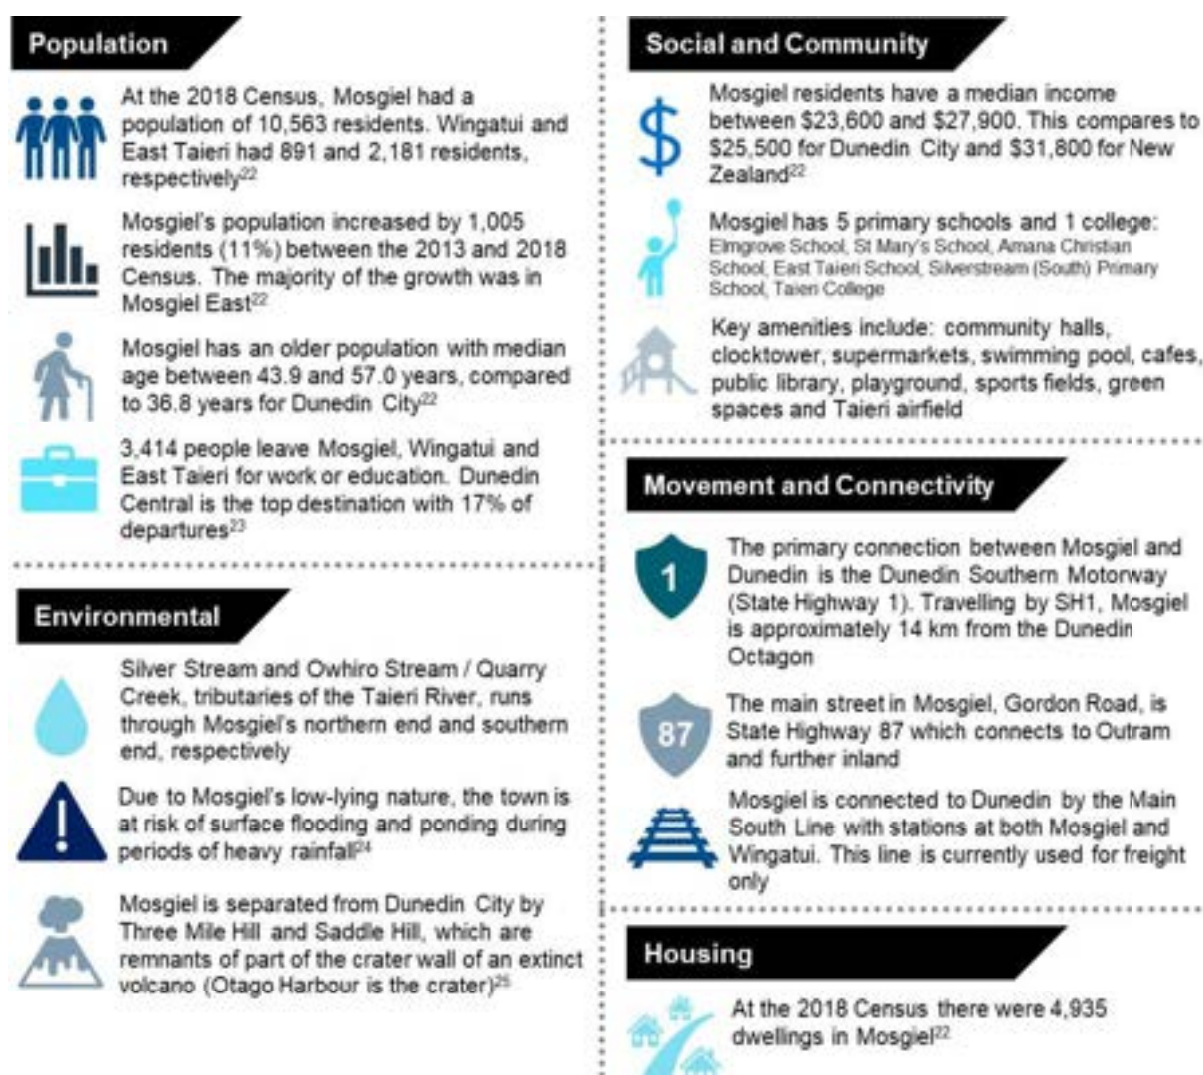 Population
At the 2018 Census, Mosgiel had a
population of 10,563 residents. Wingatui and
East Taieri had 891 and 2,181 residents,
respectively22
Mosgiel's population increased by 1,005
residents (11%) between the 2013 and 2018
Census. The majority of the growth was in
Mosgiel East22
Mosgiel has an older population with median
age between 43.9 and 57.0 years, compared
to 36.8 years for Dunedin City22
3,414 people leave Mosgiel, Wingatui and
East Taieri for work or education. Dunedin
Central is the top destination with 17% of
departures23
Environmental
Silver Stream and Owhiro Stream / Quarry
Creek, tributaries of the Taieri River, runs
through Mosgiel's northern end and southern
end, respectively
Due to Mosgiel's low-lying nature, the town is
at risk of surface flooding and ponding during
periods of heavy rainfall24
Mosgiel is separated from Dunedin City by
Three Mile Hill and Saddle Hill, which are
remnants of part of the crater wall of an extinct
volcano (Otago Harbour is the crater)25
Social and Community
Mosgiel residents have a median income
between $23,600 and $27,900. This compares to
$25,500 for Dunedin City and $31,800 for New
Zealand22
Mosgiel has 5 primary schools and 1 college:
Elmgrove School, St Mary's School, Amana Christian
School, East Taieri School, Silverstream (South) Primary
School, Taieri College
Key amenities include: community halls,
clocktower, supermarkets, swimming pool, cafes,
public library, playground, sports fields, green
spaces and Taieri airfield
Movement and Connectivity
1
The primary connection between Mosgiel and
Dunedin is the Dunedin Southern Motorway
(State Highway 1). Travelling by SH1, Mosgiel
is approximately 14 km from the Dunedin
Octagon
87
The main street in Mosgiel, Gordon Road, is
State Highway 87 which connects to Outram
and further inland
Mosgiel is connected to Dunedin by the Main
South Line with stations at both Mosgiel and
Wingatui. This line is currently used for freight
only
Housing
At the 2018 Census there were 4,935
dwellings in Mosgiel22